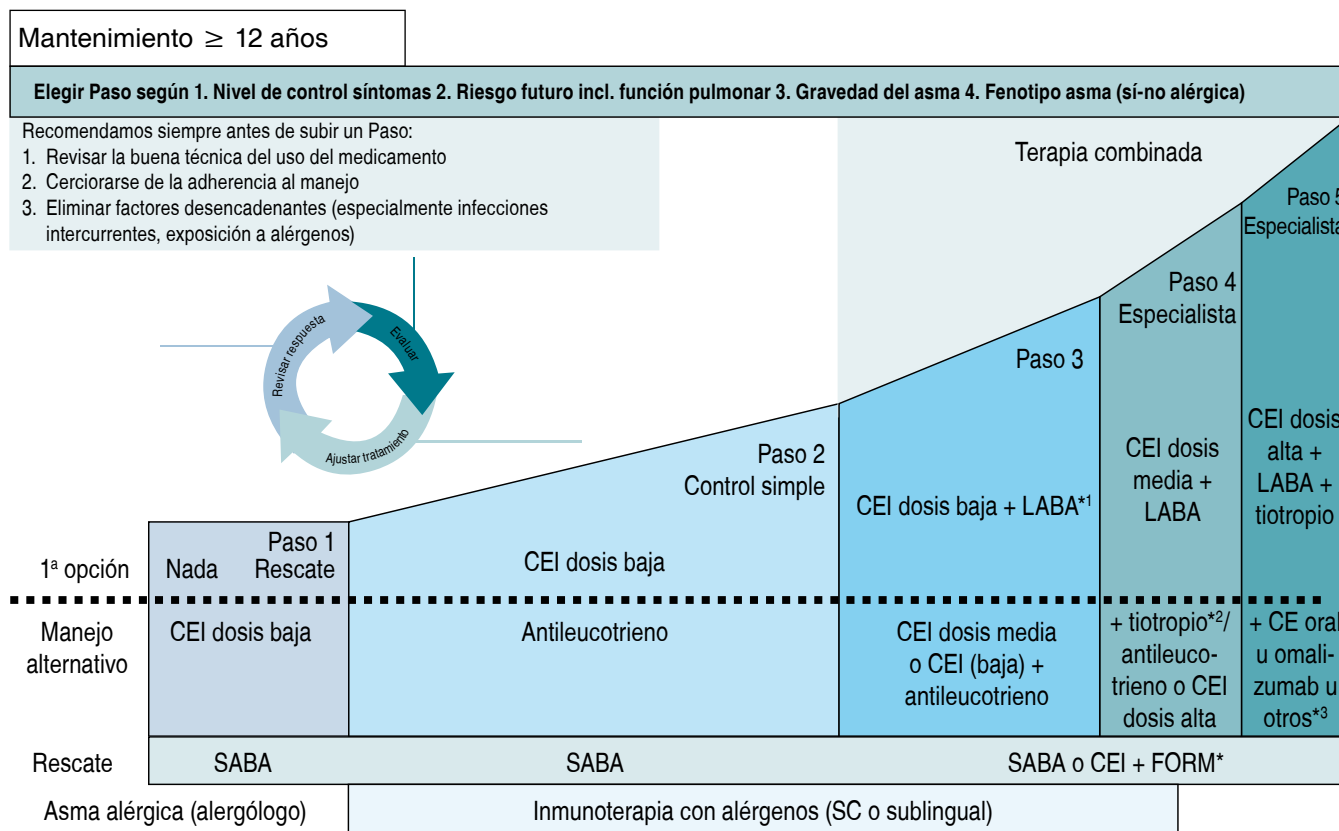 Mantenimiento ≥ 12 años
Elegir Paso según 1. Nivel de control síntomas 2. Riesgo futuro incl. función pulmonar 3. Gravedad del asma 4. Fenotipo asma (sí-no alérgica)
Recomendamos siempre antes de subir un Paso:
1. Revisar la buena técnica del uso del medicamento
2. Cerciorarse de la adherencia al manejo
3. Eliminar factores desencadenantes (especialmente infecciones
intercurrentes, exposición a alérgenos)
Revisar respuesta
Evaluar
Ajustar tratamiento
Terapia combinada
Paso 1
Rescate
Paso 2
Control simple
Paso 3
Paso 4
Especialista
Paso 5
Especialista
1ª opción
Nada
CEI dosis baja
CEI dosis baja + LABA*1
CEI dosis
media +
LABA
CEI dosis
alta +
LABA +
tiotropio
Manejo
alternativo
CEI dosis baja
Antileucotrieno
CEI dosis media
o CEI (baja) +
antileucotrieno
+ tiotropio*2/
antileuco-
trieno o CEI
dosis alta
+ CE oral
u omali-
zumab u
otros*3
Rescate
SABA
SABA
SABA o CEI + FORM*
Asma alérgica (alergólogo)
Inmunoterapia con alérgenos (SC o sublingual)